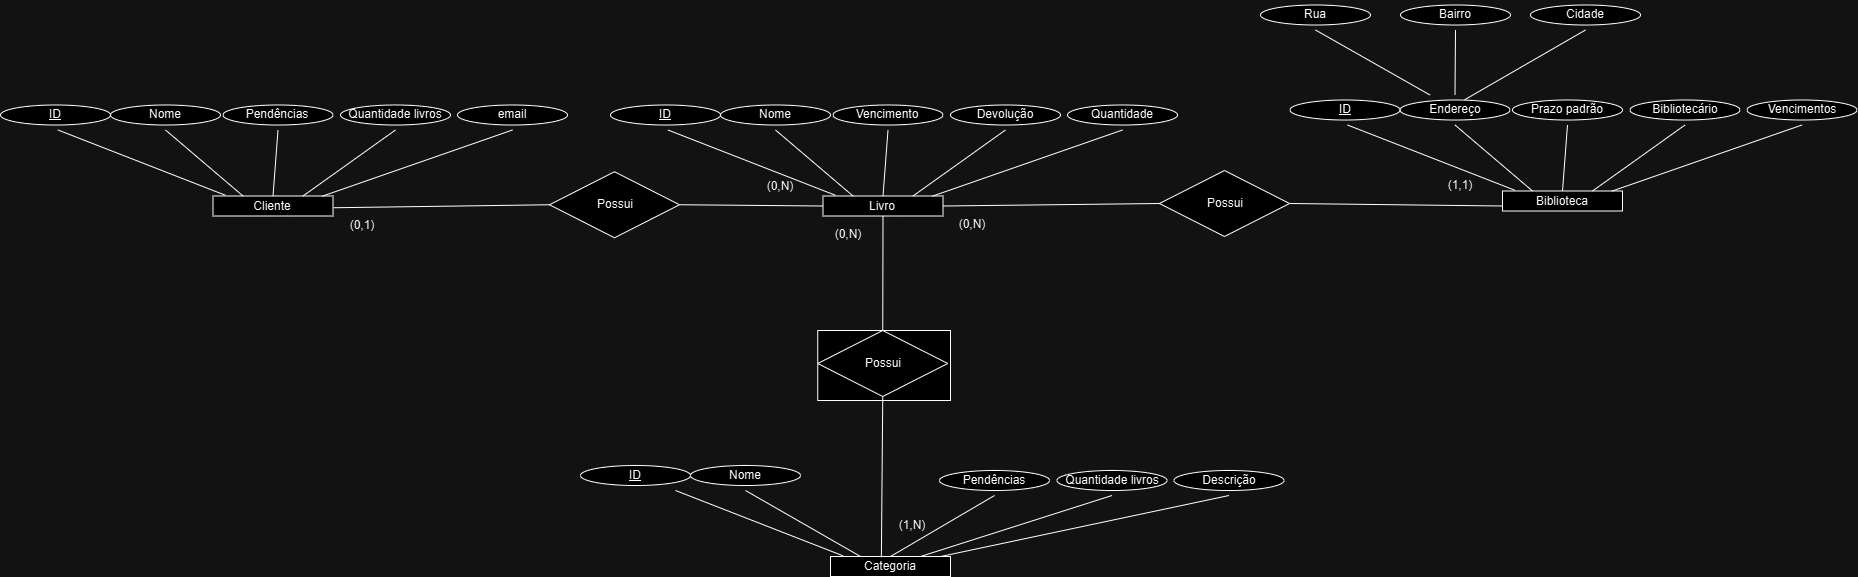 Rua
Bairro
Cidade
ID
Nome
Pendências
Quantidade livros
email
ID
Nome
Vencimento
Devolução
Quantidade
ID
Endereço
Prazo padrão
Bibliotecário
Vencimentos
(0,N)
(1,1)
Cliente
Possui
Livro
Possui
Biblioteca
(0,1)
(0,N)
(0,N)
Possui
ID
Nome
Pendências
Quantidade livros
Descrição
(1,N)
Categoria